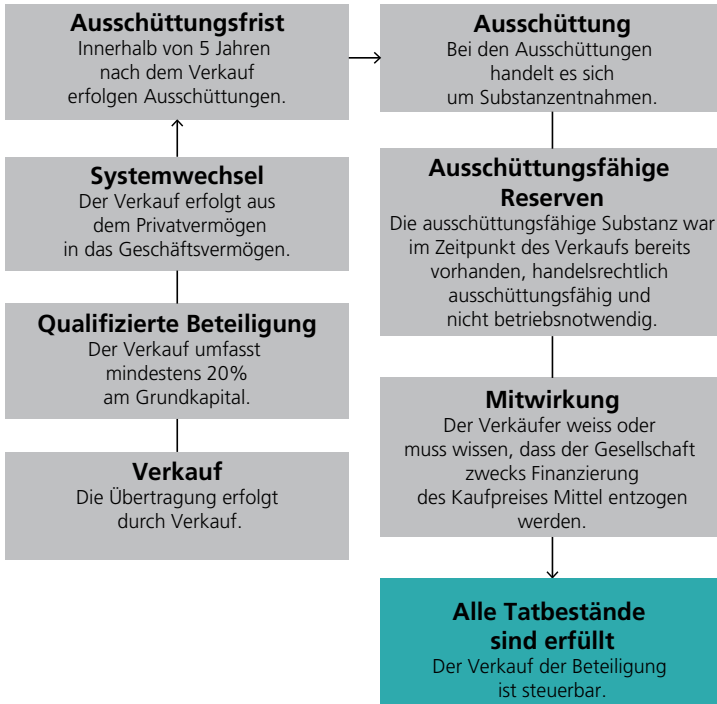 Ausschüttungsfrist
Innerhalb von 5 Jahren
nach dem Verkauf
erfolgen Ausschüttungen.
Ausschüttung
Bei den Ausschüttungen
handelt es sich
um Substanzentnahmen.
Systemwechsel
Der Verkauf erfolgt aus
dem Privatvermögen
in das Geschäftsvermögen.
Ausschüttungsfähige
Reserven
Die ausschüttungsfähige Substanz war
im Zeitpunkt des Verkaufs bereits
vorhanden, handelsrechtlich
ausschüttungsfähig und
nicht betriebsnotwendig.
Qualifizierte Beteiligung
Der Verkauf umfasst
mindestens 20%
am Grundkapital.
Mitwirkung
Der Verkäufer weiss oder
muss wissen, dass der Gesellschaft
zwecks Finanzierung
des Kaufpreises Mittel entzogen
werden.
Verkauf
Die Übertragung erfolgt
durch Verkauf.
Alle Tatbestände
sind erfüllt
Der Verkauf der Beteiligung
ist steuerbar.